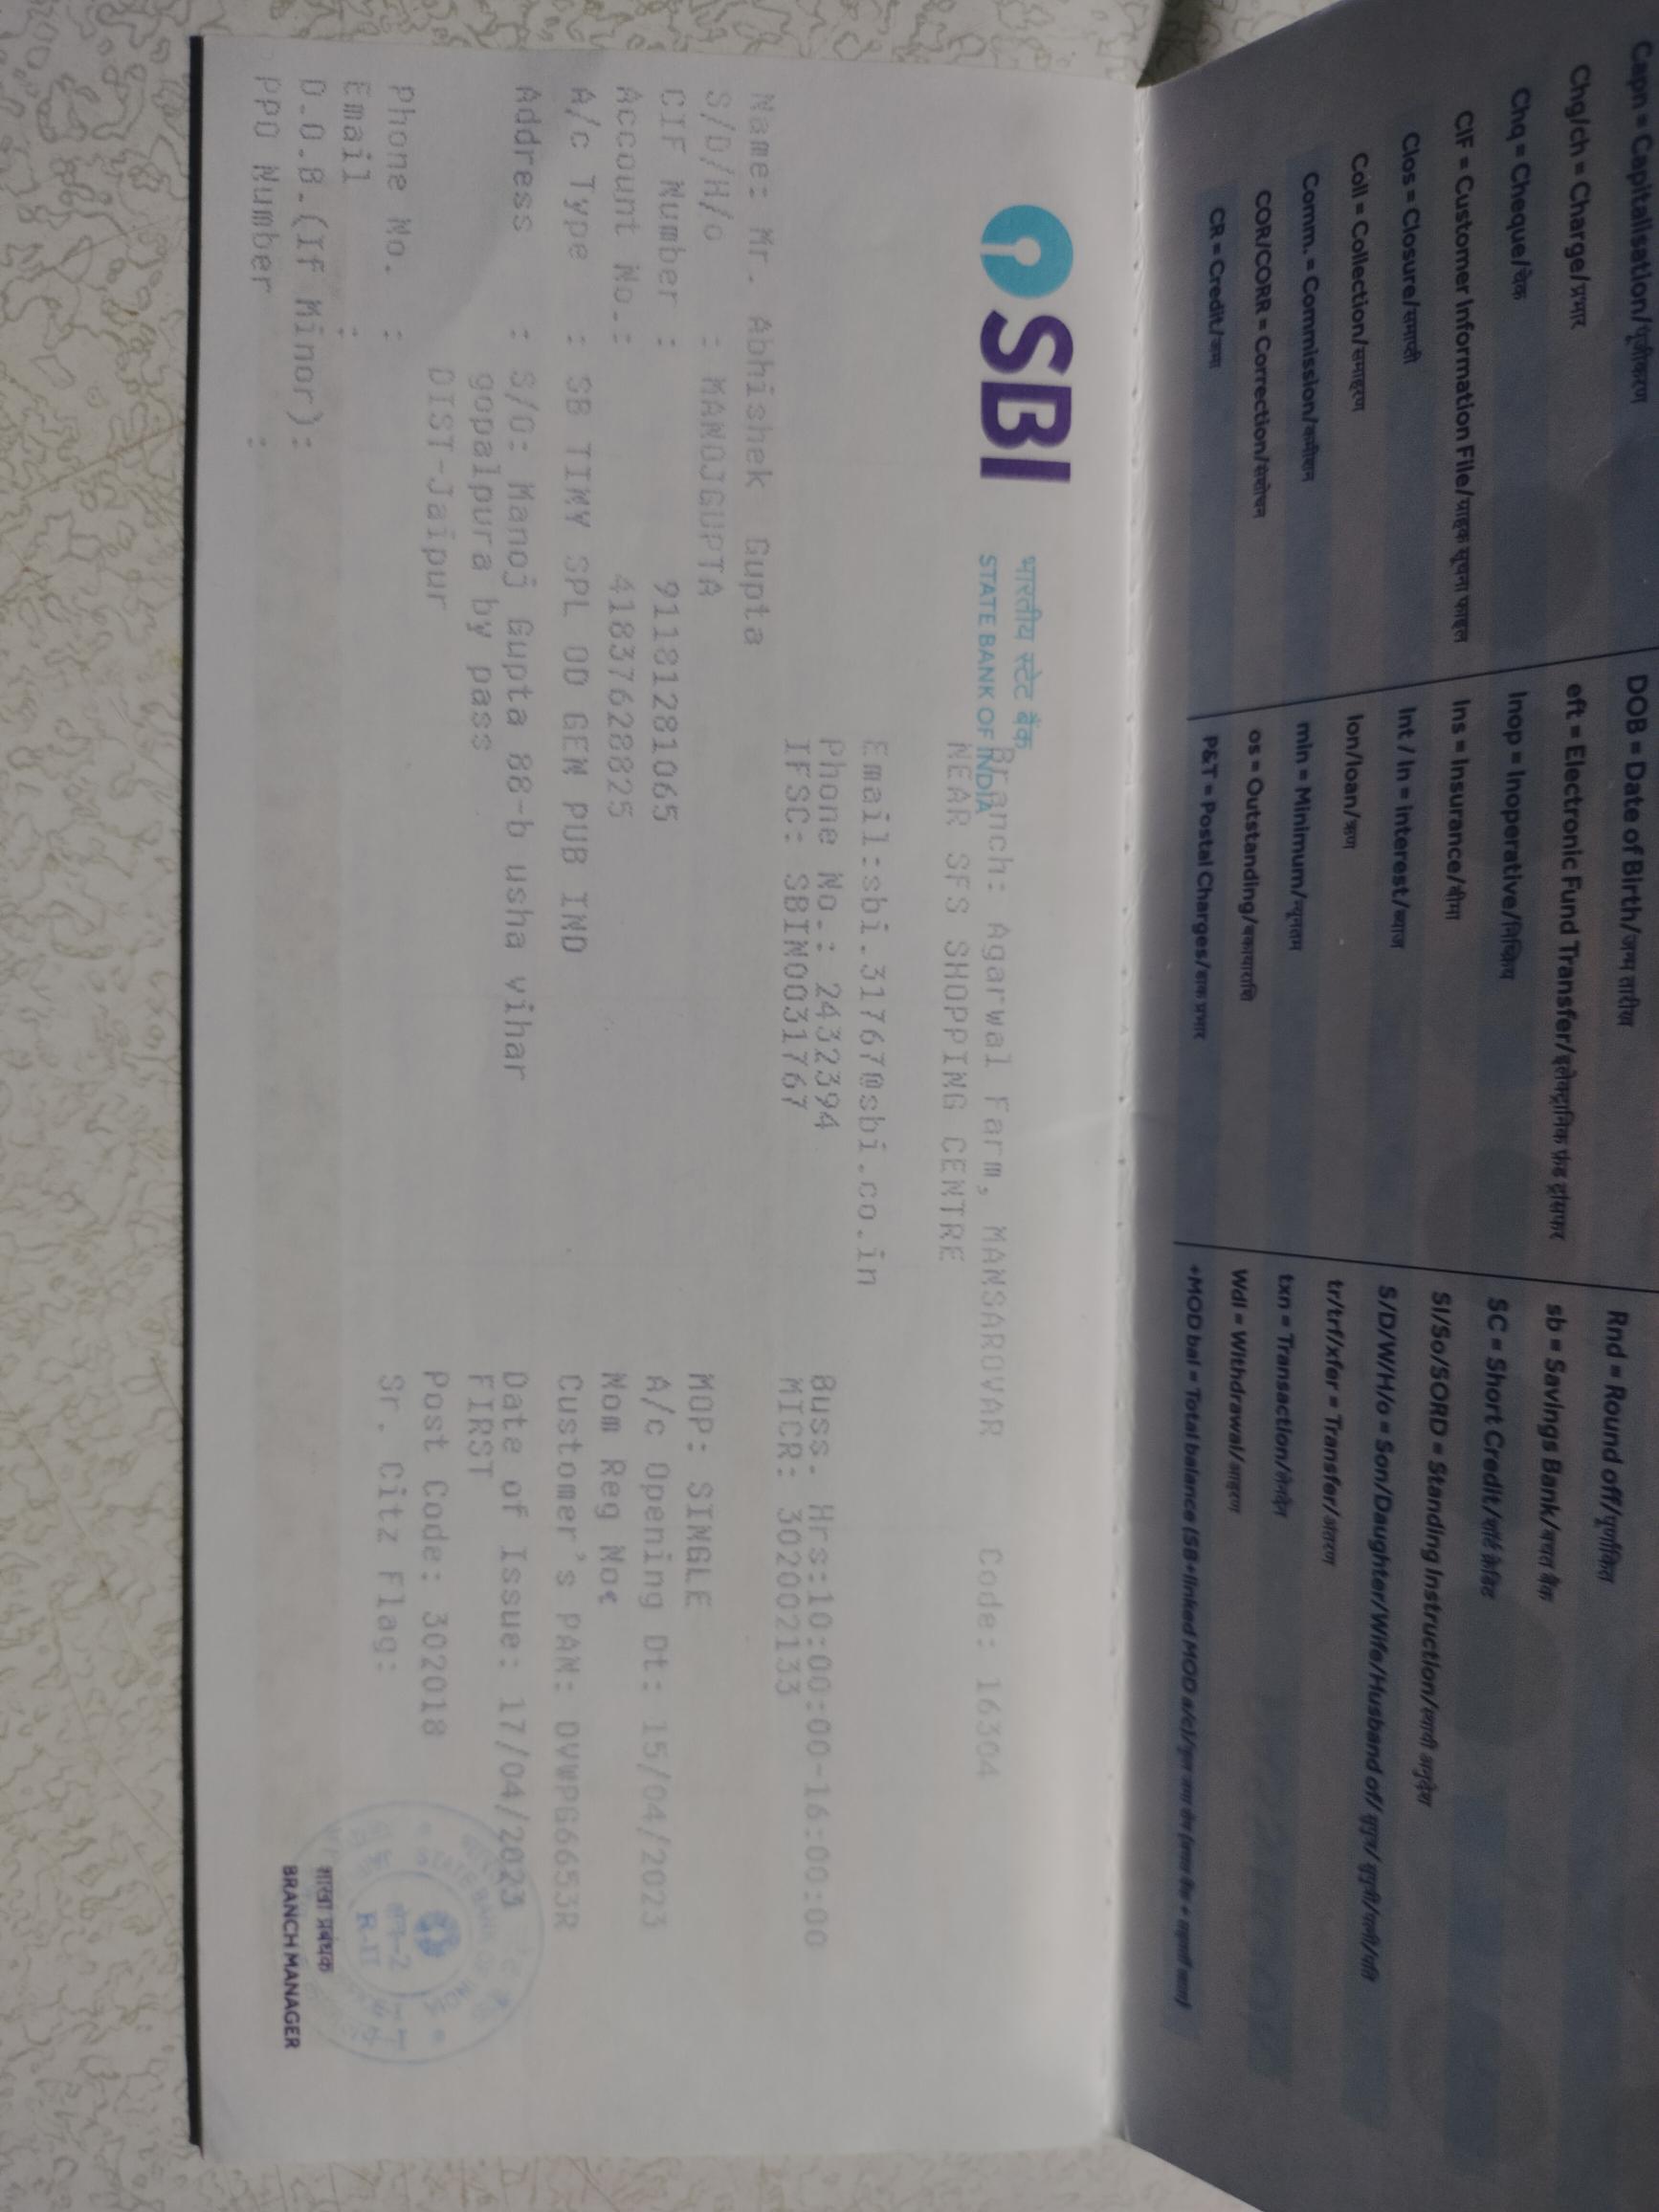 Capn = Capitalisation/पूंजीकरण
Chg/ch = Charge/प्रभार
Chq = Cheque/चेक
CIF = Customer Information File/ग्राहक सूचना फाइल
Clos = Closure/समाप्ती
Coll = Collection/समाहरण
Comm. = Commission/कमीशन
COR/CORR = Correction/संशोधन
CR = Credit/जमा
DOB = Date of Birth/जन्म तारीख
eft = Electronic Fund Transfer/इलेक्ट्रानिक फंड ट्रांसफर
Inop = Inoperative/निष्क्रिय
Ins = Insurance/बीमा
Int / In = interest/ब्याज
lon/loan/ऋण
min = Minimum/न्यूनतम
os = Outstanding/बकायाराशि
P&T = Postal Charges/डाक प्रभार
Rnd = Round off/पूर्णांकित
sb = Savings Bank/बचत बैंक
SC = Short Credit/शार्ट क्रेडिट
SI/So/SORD = Standing Instruction/स्थायी अनुदेश
S/D/W/H/o = Son/Daughter/Wife/Husband of/
tr/trf/xfer = Transfer/अंतरण
txn = Transaction/लेनदेन
Wdl = Withdrawal/आहरण
+MOD bal = Total balance (SB+linked MOD a/c)/
SBI
भारतीय स्टेट बैंक
STATE BANK OF INDIA
Branch: Agarwal Farm, MANSAROVAR Code: 16304
NEAR SFS SHOPPING CENTRE
Email:sbi.31767@sbi.co.in
Phone No.: 2432394 Buss. Hrs:10:00:00-16:00:00
IFSC: SBIN0031767 MICR: 302002133
Name: Mr. Abhishek Gupta
S/D/H/o : MANOJGUPTA MOP: SINGLE
CIF Number : 91181281065 A/c Opening Dt: 15/04/2023
Account No.: 41837628825 Nom Reg No:
A/c Type : SB TINY SPL OD GEN PUB IND Customer's PAN: DVWPG6653R
Address : S/O: Manoj Gupta 88-b usha vihar Date of Issue: 17/04/2023
gopalpura by pass FIRST
DIST-Jaipur Post Code: 302018
Phone No. : Sr. Citz Flag:
Email :
D.O.B.(If Minor):
PPO Number :
शाखा प्रबंधक
BRANCH MANAGER